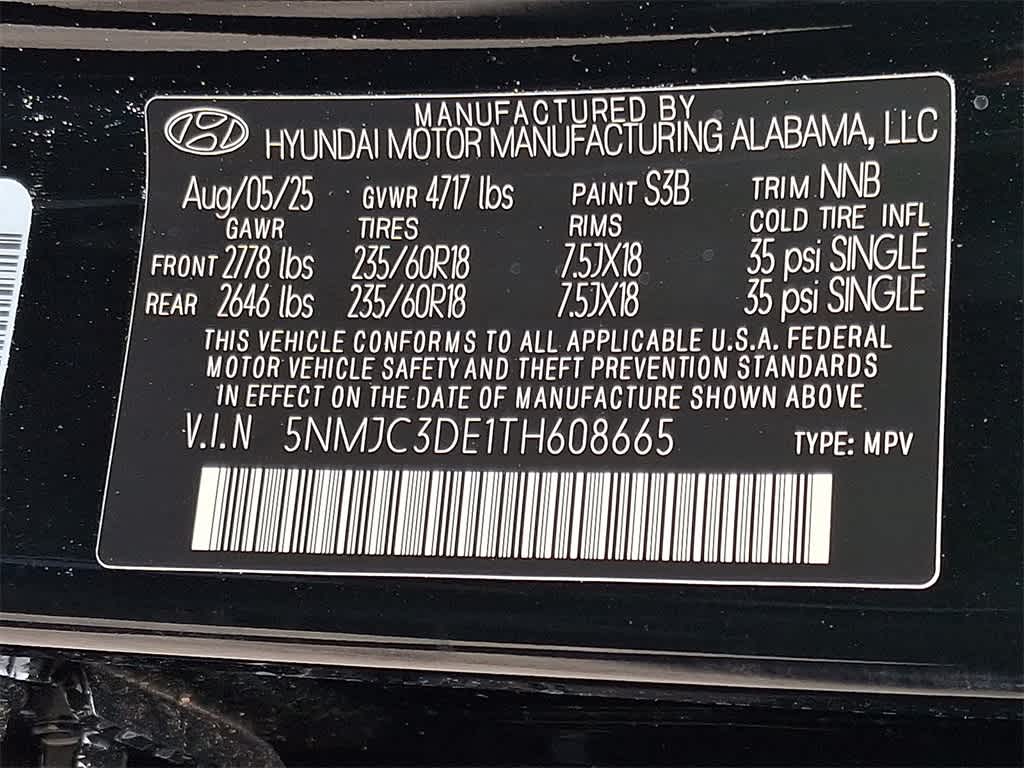 MANUFACTURED BY
HYUNDAI MOTOR MANUFACTURING ALABAMA, LLC
Aug/05/25 GVWR 4717 lbs PAINT S3B TRIM NNB
GAWR TIRES RIMS COLD TIRE INFL
FRONT 2778 lbs 235/60R18 7.5JX18 35 psi SINGLE
REAR 2646 lbs 235/60R18 7.5JX18 35 psi SINGLE
THIS VEHICLE CONFORMS TO ALL APPLICABLE U.S.A. FEDERAL
MOTOR VEHICLE SAFETY AND THEFT PREVENTION STANDARDS
IN EFFECT ON THE DATE OF MANUFACTURE SHOWN ABOVE
V.I.N 5NMJC3DE1TH608665 TYPE: MPV